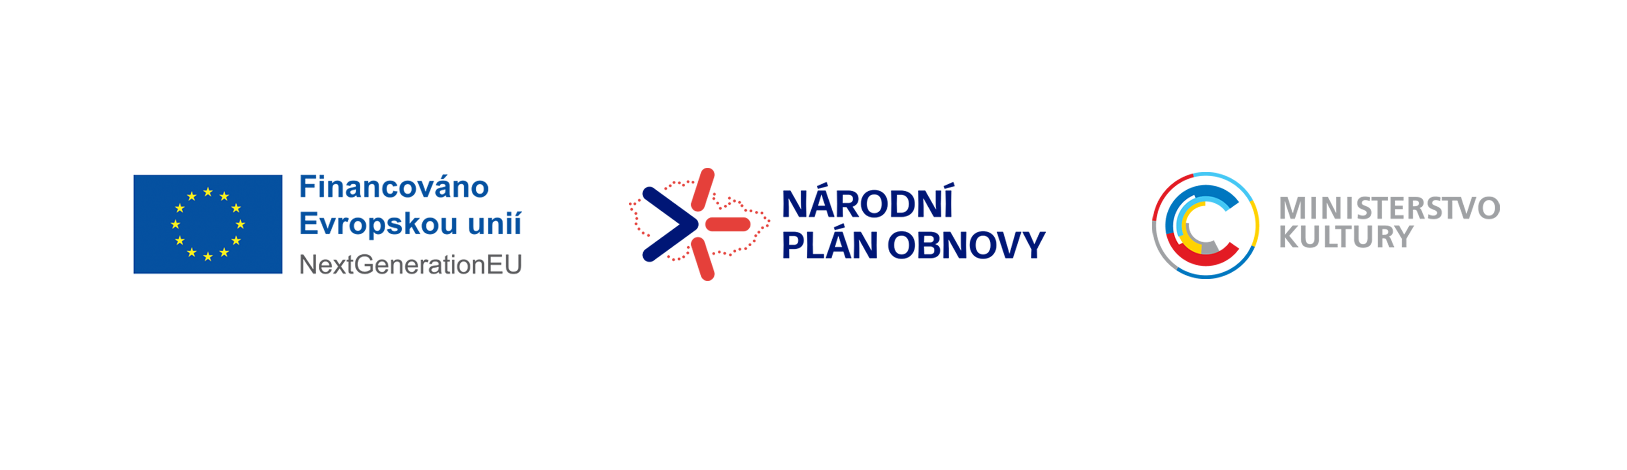 Financováno
Evropskou unií
NextGenerationEU
NÁRODNÍ
PLÁN OBNOVY
MINISTERSTVO
KULTURY